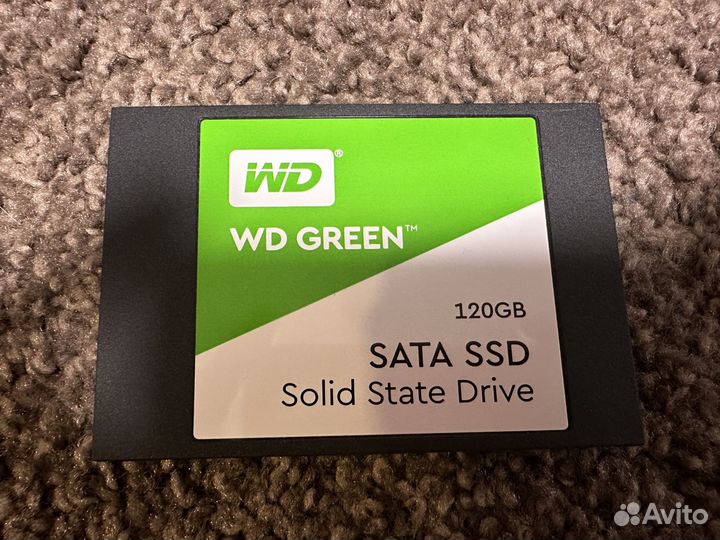 WD®
WD GREEN™
120GB
SATA SSD
Solid State Drive
Avito